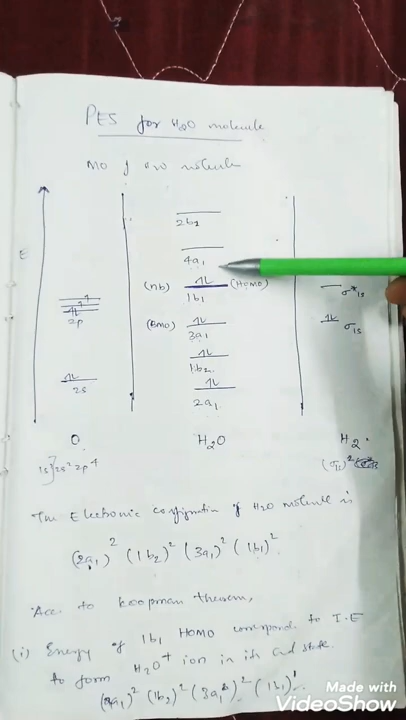 PES for H2O molecule
MO of H2O molecule
E
2b2
4a1
(nb) 1b1 (HOMO)
σ*1s
2p
(BMO) 3a1
σ1s
1b2
2s
2a1
O H2O H2
1s} 2s² 2p⁴ (σ1s)²
The Electronic configuration of H2O molecule is
(2a1)² (1b2)² (3a1)² (1b1)²
Acc. to koopman theorem,
(i) Energy of 1b1 HOMO correspond to I.E
to form H2O+ ion in its state.
(2a1)² (1b2)² (3a1)² (1b1)¹
Made with
VideoShow